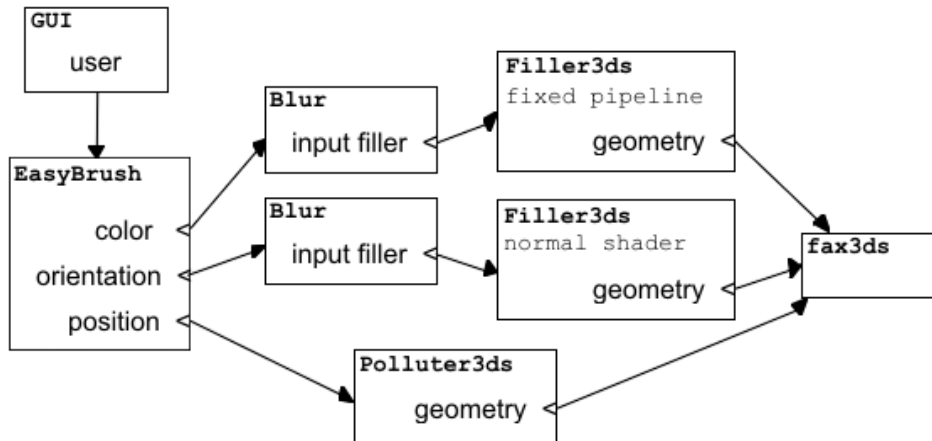 GUI
user
EasyBrush
color
orientation
position
Blur
input filler
Blur
input filler
Filler3ds
fixed pipeline
geometry
Filler3ds
normal shader
geometry
Polluter3ds
geometry
fax3ds